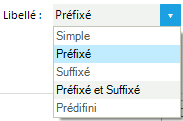 Libellé : Préfixé
Simple
Préfixé
Suffixé
Préfixé et Suffixé
Prédifini